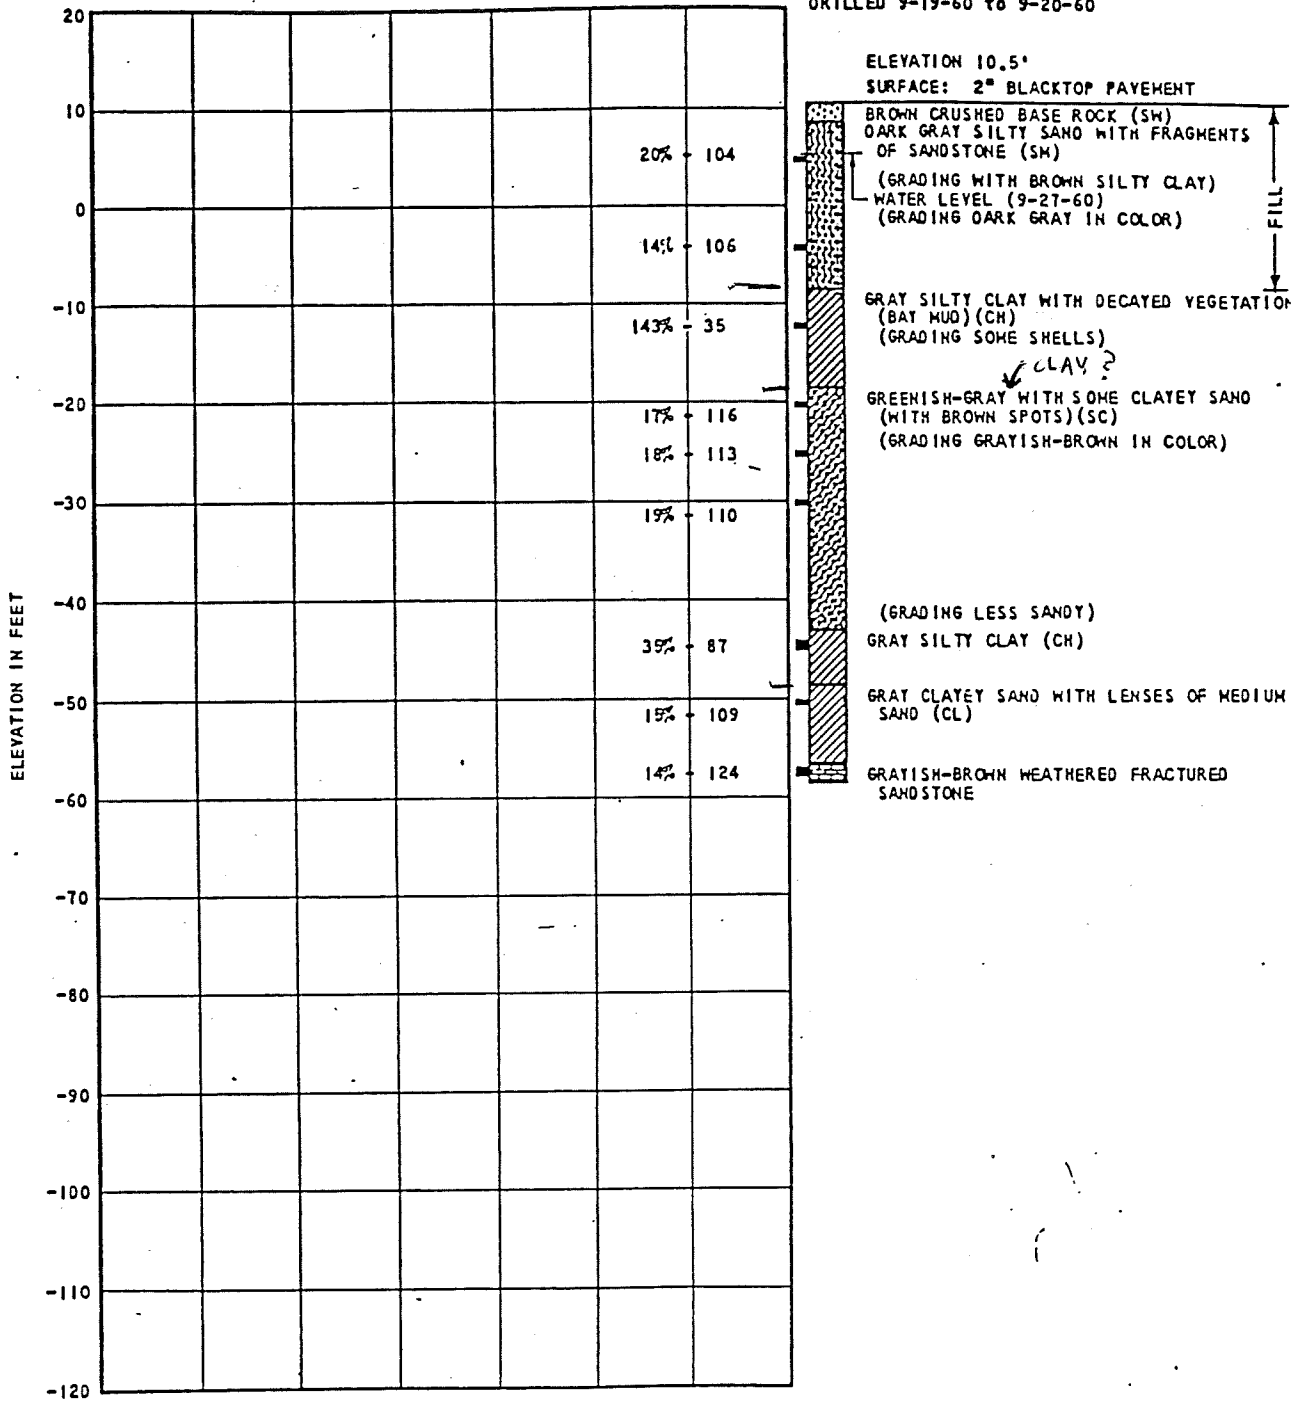 DRILLED 9-19-60 TO 9-20-60
ELEVATION 10.5'
SURFACE: 2" BLACKTOP PAVEMENT
BROWN CRUSHED BASE ROCK (SW)
DARK GRAY SILTY SAND WITH FRAGMENTS
OF SANDSTONE (SM)
(GRADING WITH BROWN SILTY CLAY)
WATER LEVEL (9-27-60)
(GRADING DARK GRAY IN COLOR)
FILL
GRAY SILTY CLAY WITH DECAYED VEGETATION
(BAY MUD)(CH)
(GRADING SOME SHELLS)
CLAY ?
GREENISH-GRAY WITH SOME CLAYEY SAND
(WITH BROWN SPOTS)(SC)
(GRADING GRAYISH-BROWN IN COLOR)
(GRADING LESS SANDY)
GRAY SILTY CLAY (CH)
GRAY CLAYEY SAND WITH LENSES OF MEDIUM
SAND (CL)
GRAYISH-BROWN WEATHERED FRACTURED
SANDSTONE
20% 104
14% 106
143% 35
17% 116
18% 113
19% 110
35% 87
15% 109
14% 124
ELEVATION IN FEET
20
10
0
-10
-20
-30
-40
-50
-60
-70
-80
-90
-100
-110
-120